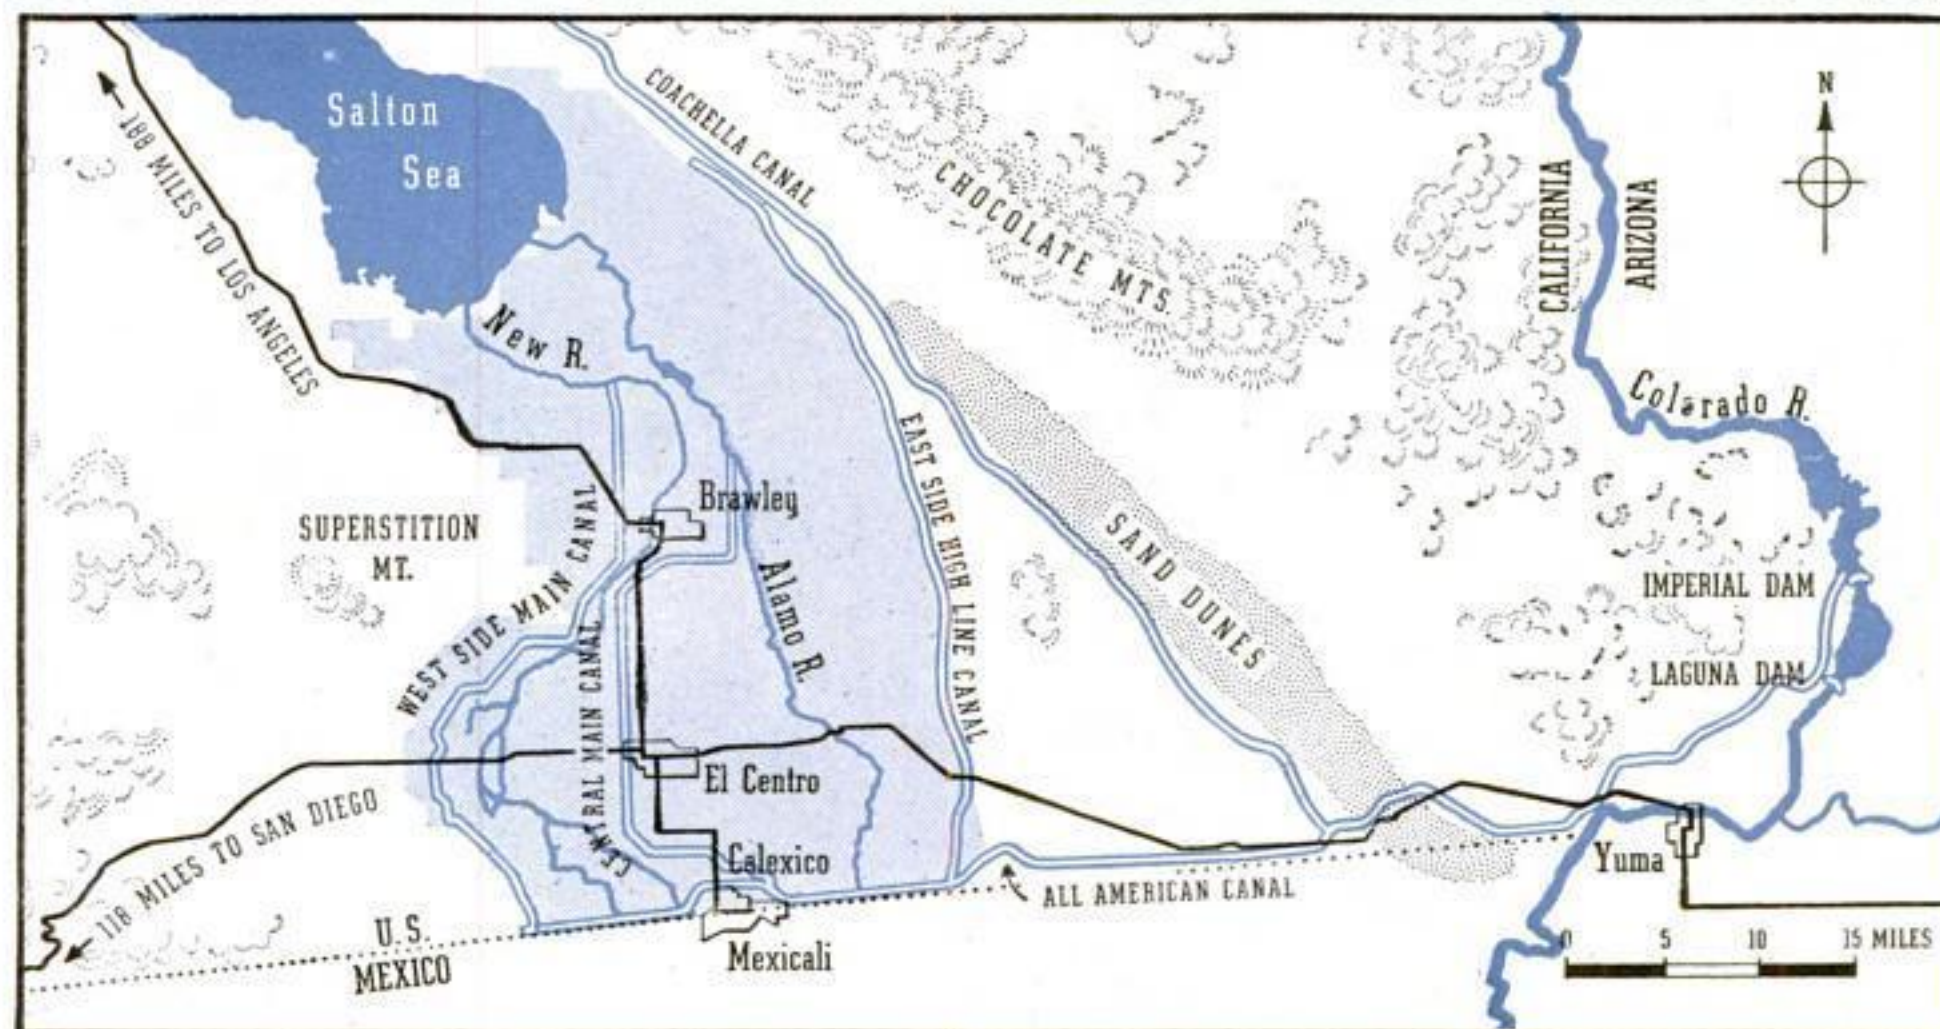 Salton
Sea
COACHELLA CANAL
188 MILES TO LOS ANGELES
CHOCOLATE MTS.
CALIFORNIA
ARIZONA
N
New R.
Colorado R.
EAST SIDE HIGH LINE CANAL
Brawley
SUPERSTITION
MT.
WEST SIDE MAIN CANAL
Alamo R.
SAND DUNES
IMPERIAL DAM
LAGUNA DAM
CENTRAL MAIN CANAL
El Centro
118 MILES TO SAN DIEGO
Calexico
ALL AMERICAN CANAL
Yuma
U.S.
MEXICO
Mexicali
0 5 10 15 MILES